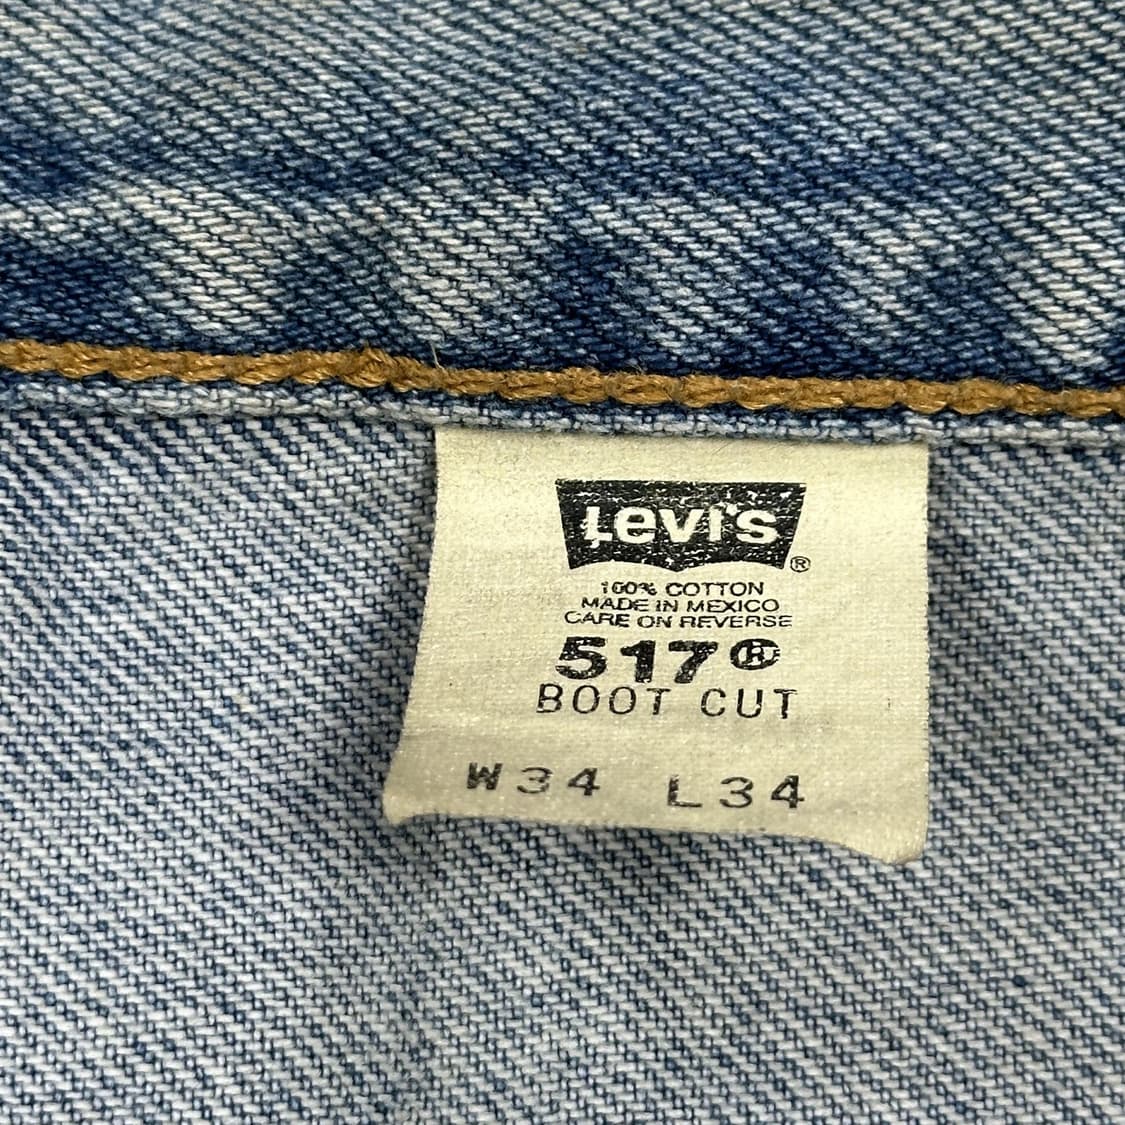 Levi's ®
100% COTTON
MADE IN MEXICO
CARE ON REVERSE
517®
BOOT CUT
W34 L34